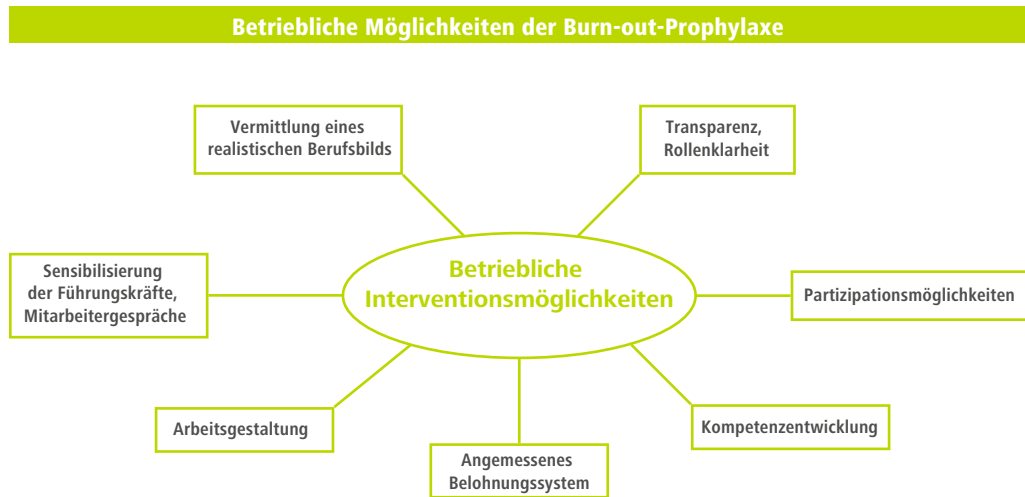 Betriebliche Möglichkeiten der Burn-out-Prophylaxe
Vermittlung eines
realistischen Berufsbilds
Transparenz,
Rollenklarheit
Sensibilisierung
der Führungskräfte,
Mitarbeitergespräche
Betriebliche
Interventionsmöglichkeiten
Partizipationsmöglichkeiten
Arbeitsgestaltung
Angemessenes
Belohnungssystem
Kompetenzentwicklung